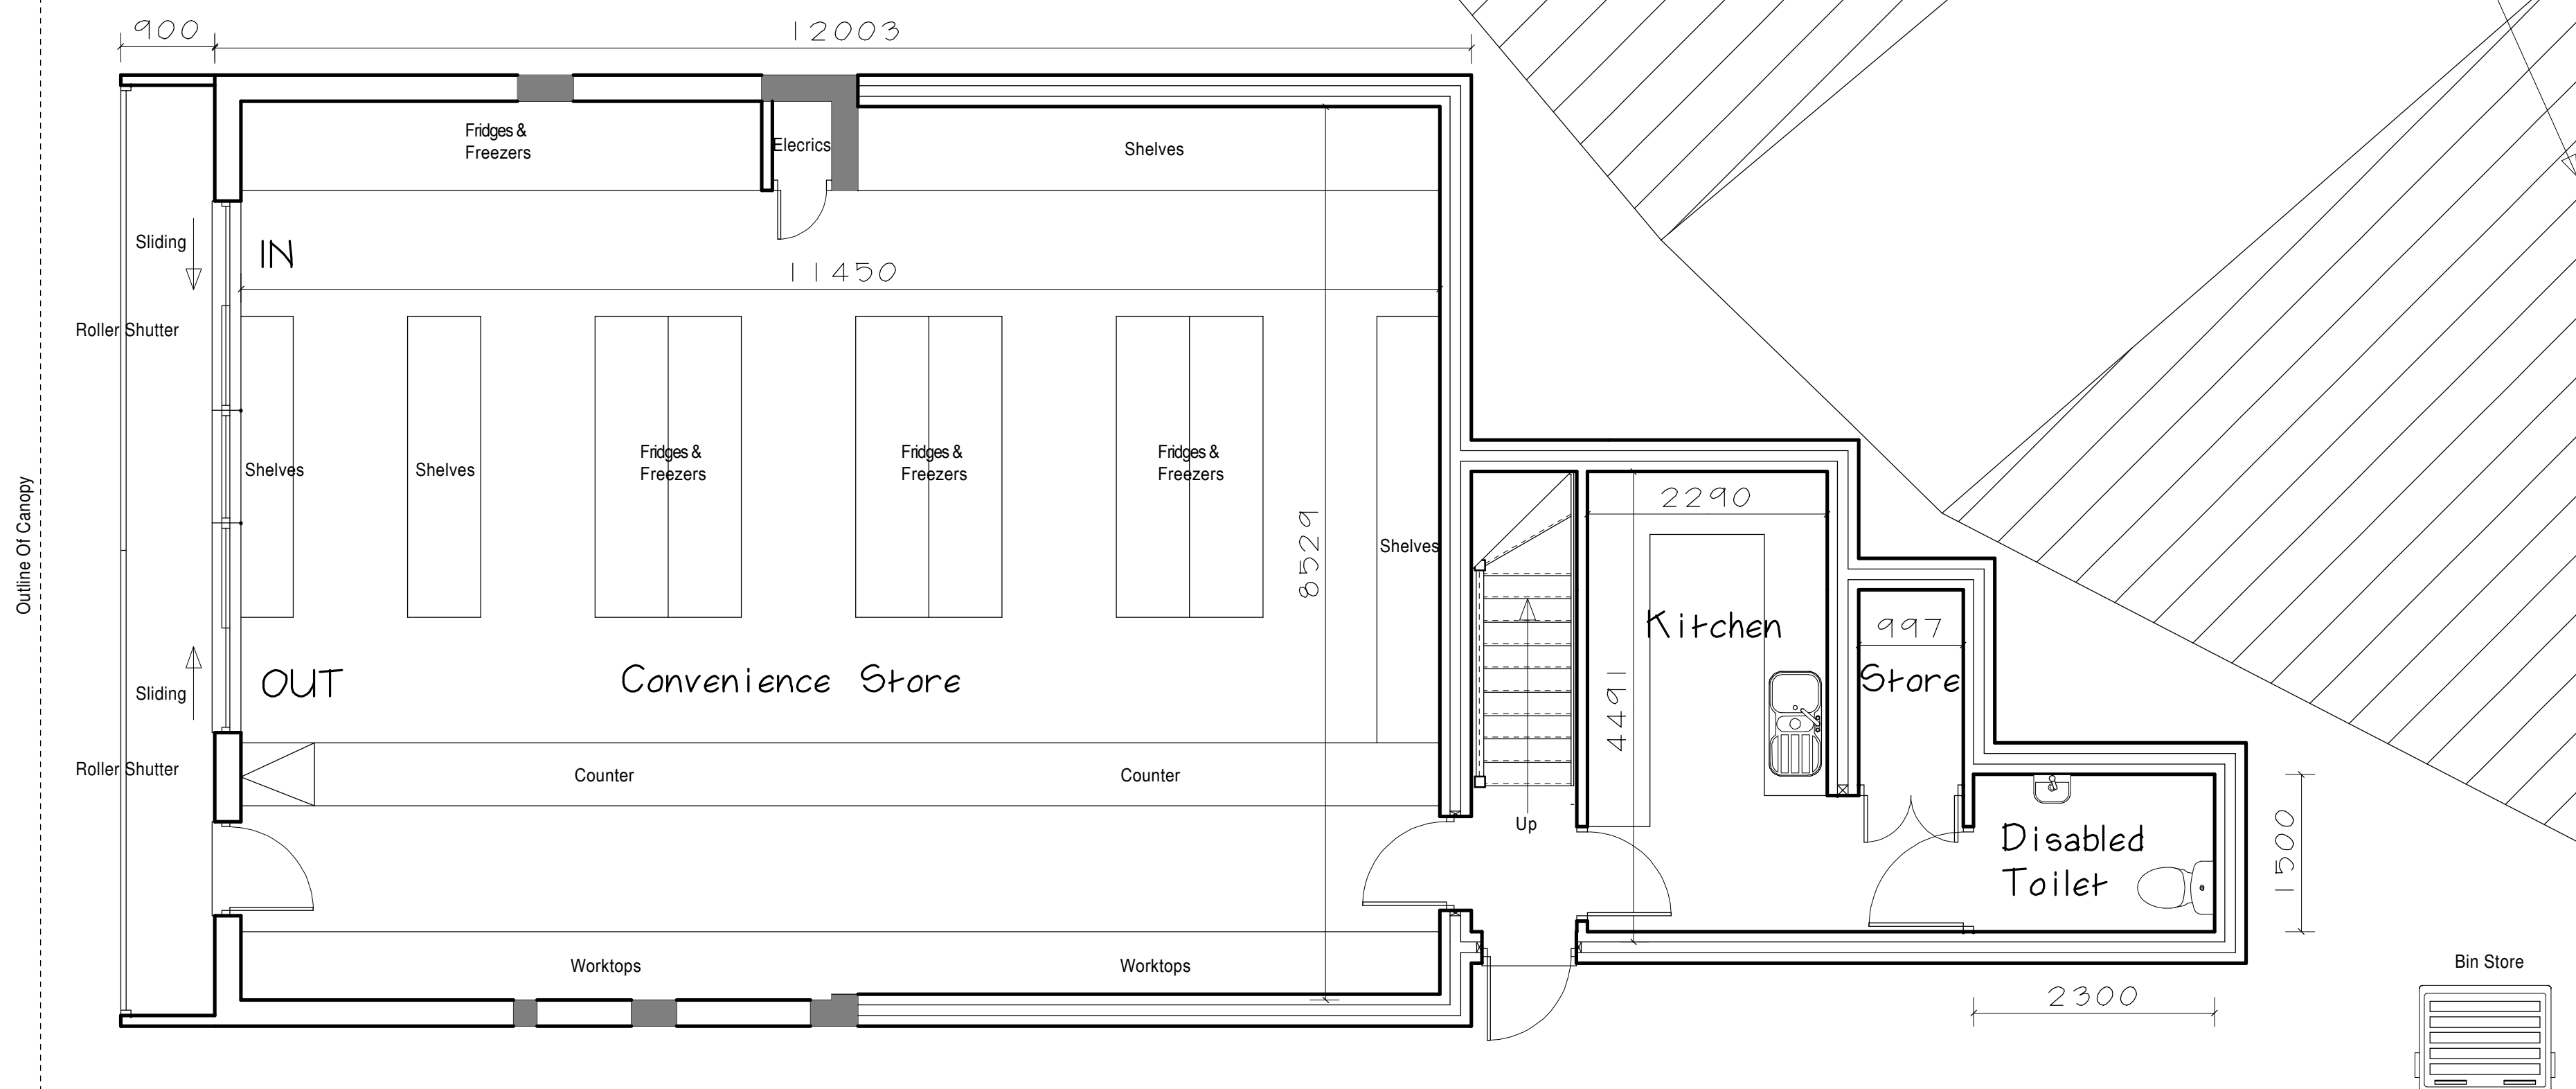 900
12003
Fridges &
Freezers
Elecrics
Shelves
Sliding
IN
11450
Roller Shutter
Shelves
Shelves
Fridges &
Freezers
Fridges &
Freezers
Fridges &
Freezers
Shelves
8529
Outline Of Canopy
2290
Kitchen
997
Store
4491
Sliding
OUT
Convenience Store
Roller Shutter
Counter
Counter
Up
Disabled
Toilet
1500
Worktops
Worktops
2300
Bin Store